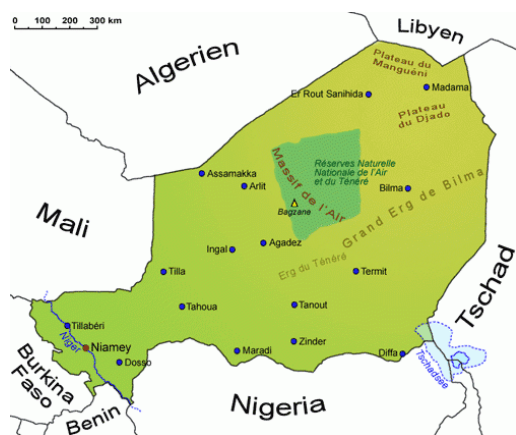 0 100 200 300 km
Libyen
Algerien
Plateau du
Manguéni
Madama
Er Rout Sanihida
Plateau
du Djado
Massif de l'Aïr
Réserves Naturelle
Nationale de l'Aïr
et du Ténéré
Assamakka
Arlit
Bilma
Bagzane
Grand Erg de Bilma
Mali
Agadez
Ingal
Erg du Ténéré
Tilla
Termit
Tschad
Tahoua
Tanout
Tillabéri
Niger
Niamey
Zinder
Maradi
Diffa
Dosso
Tschadsee
Burkina
Faso
Benin
Nigeria